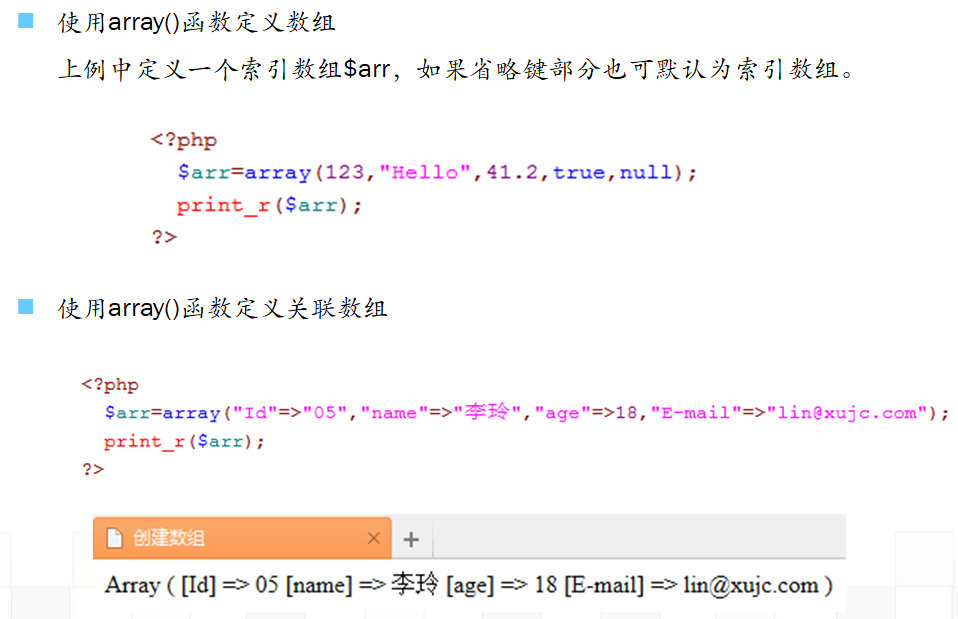 使用array()函数定义数组
上例中定义一个索引数组$arr，如果省略键部分也可默认为索引数组。
<?php
$arr=array(123,"Hello",41.2,true,null);
print_r($arr);
?>
使用array()函数定义关联数组
<?php
$arr=array("Id"=>"05","name"=>"李玲","age"=>18,"E-mail"=>"lin@xujc.com");
print_r($arr);
?>
创建数组
Array ( [Id] => 05 [name] => 李玲 [age] => 18 [E-mail] => lin@xujc.com )